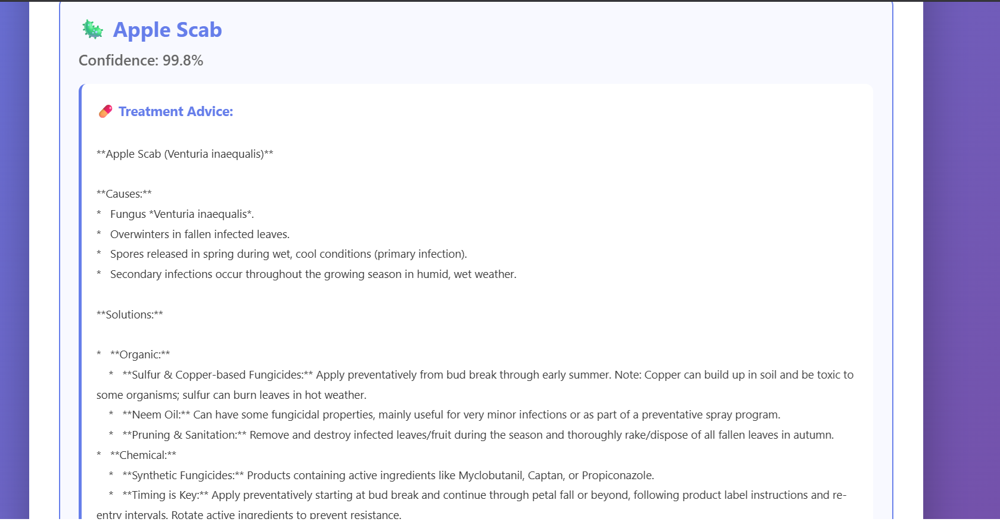 Apple Scab
Confidence: 99.8%
Treatment Advice:
**Apple Scab (Venturia inaequalis)**
**Causes:**
*   Fungus *Venturia inaequalis*.
*   Overwinters in fallen infected leaves.
*   Spores released in spring during wet, cool conditions (primary infection).
*   Secondary infections occur throughout the growing season in humid, wet weather.
**Solutions:**
*   **Organic:**
    *   **Sulfur & Copper-based Fungicides:** Apply preventatively from bud break through early summer. Note: Copper can build up in soil and be toxic to
some organisms; sulfur can burn leaves in hot weather.
    *   **Neem Oil:** Can have some fungicidal properties, mainly useful for very minor infections or as part of a preventative spray program.
    *   **Pruning & Sanitation:** Remove and destroy infected leaves/fruit during the season and thoroughly rake/dispose of all fallen leaves in autumn.
*   **Chemical:**
    *   **Synthetic Fungicides:** Products containing active ingredients like Myclobutanil, Captan, or Propiconazole.
    *   **Timing is Key:** Apply preventatively starting at bud break and continue through petal fall or beyond, following product label instructions and re-
entry intervals. Rotate active ingredients to prevent resistance.